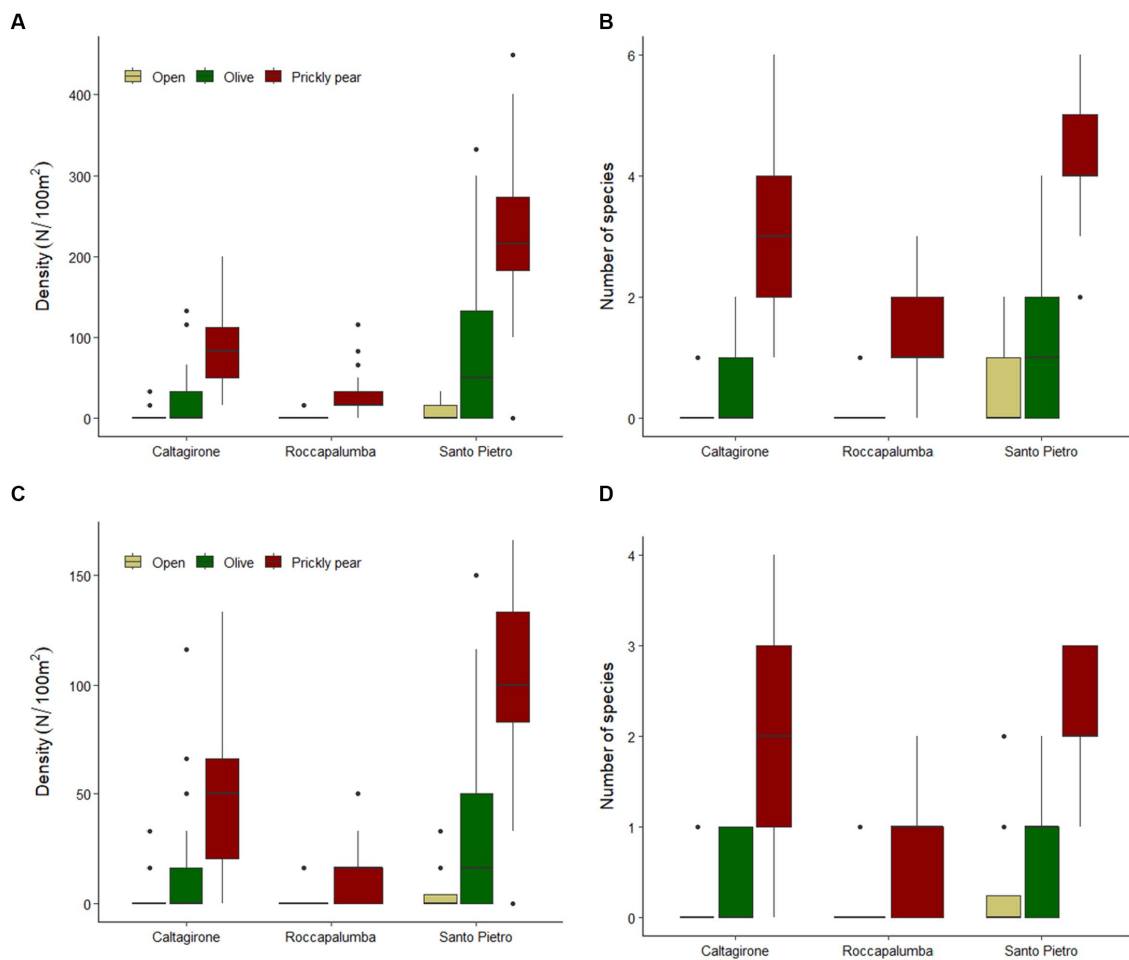 A
Open Olive Prickly pear
Density (N/100m²)
400
300
200
100
0
Caltagirone Roccapalumba Santo Pietro
B
Number of species
6
4
2
0
Caltagirone Roccapalumba Santo Pietro
C
Open Olive Prickly pear
Density (N/100m²)
150
100
50
0
Caltagirone Roccapalumba Santo Pietro
D
Number of species
4
3
2
1
0
Caltagirone Roccapalumba Santo Pietro